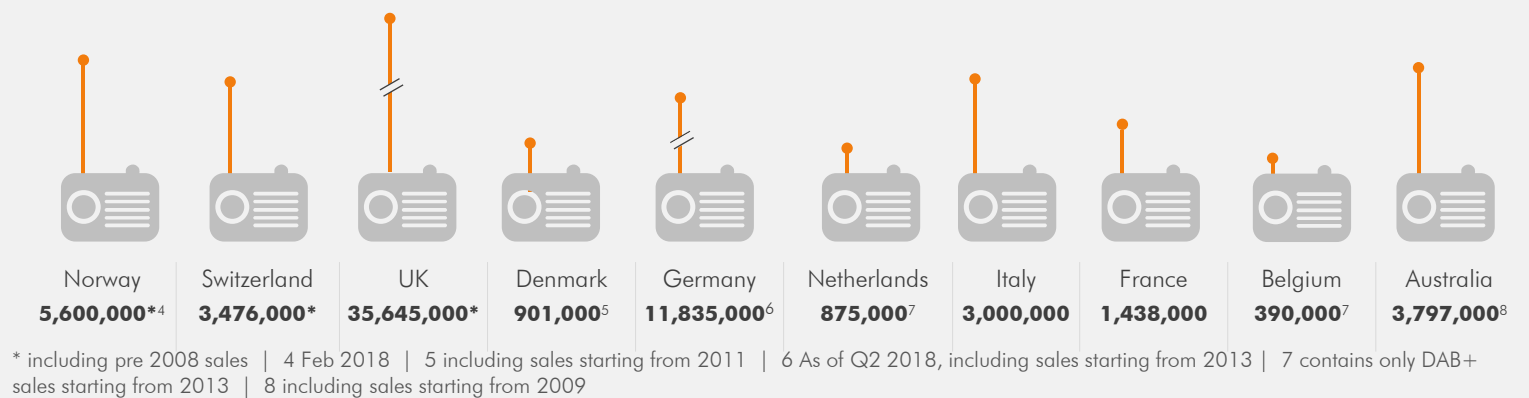 Norway Switzerland UK Denmark Germany Netherlands Italy France Belgium Australia
5,600,000*4 3,476,000* 35,645,000* 901,0005 11,835,0006 875,0007 3,000,000 1,438,000 390,0007 3,797,0008
* including pre 2008 sales | 4 Feb 2018 | 5 including sales starting from 2011 | 6 As of Q2 2018, including sales starting from 2013 | 7 contains only DAB+
sales starting from 2013 | 8 including sales starting from 2009